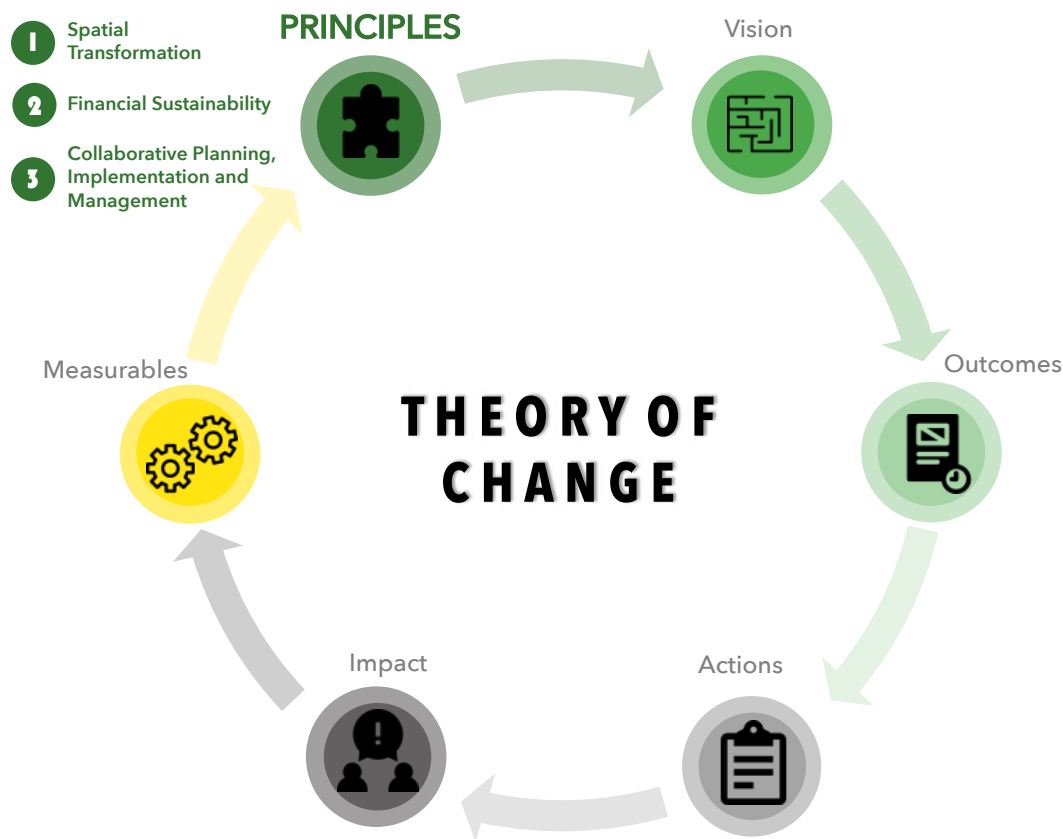 PRINCIPLES
1
Spatial
Transformation
2
Financial Sustainability
3
Collaborative Planning,
Implementation and
Management
Vision
Measurables
Outcomes
THEORY OF
CHANGE
Impact
Actions
!